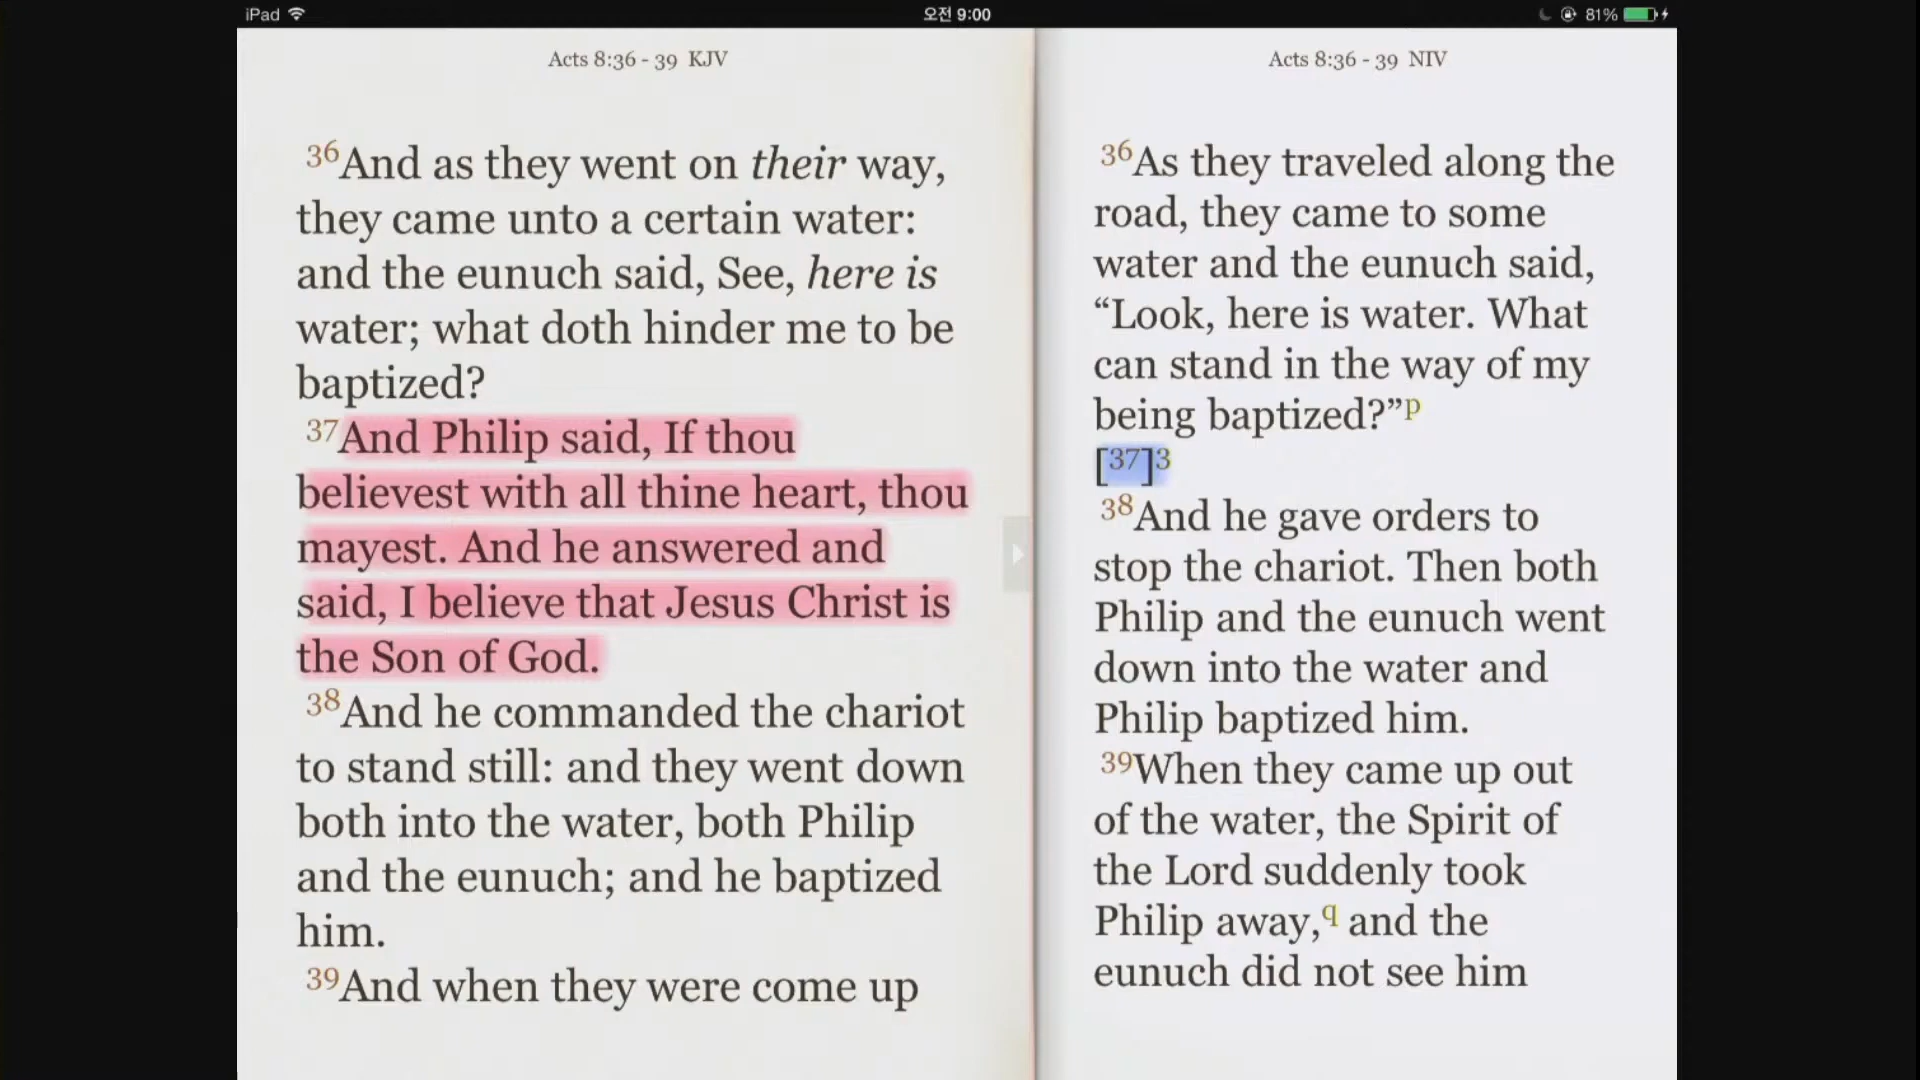 iPad
오전 9:00
81%
Acts 8:36 - 39 KJV
36And as they went on their way,
they came unto a certain water:
and the eunuch said, See, here is
water; what doth hinder me to be
baptized?
37And Philip said, If thou
believest with all thine heart, thou
mayest. And he answered and
said, I believe that Jesus Christ is
the Son of God.
38And he commanded the chariot
to stand still: and they went down
both into the water, both Philip
and the eunuch; and he baptized
him.
39And when they were come up
Acts 8:36 - 39 NIV
36As they traveled along the
road, they came to some
water and the eunuch said,
“Look, here is water. What
can stand in the way of my
being baptized?”p
[37]3
38And he gave orders to
stop the chariot. Then both
Philip and the eunuch went
down into the water and
Philip baptized him.
39When they came up out
of the water, the Spirit of
the Lord suddenly took
Philip away,q and the
eunuch did not see him